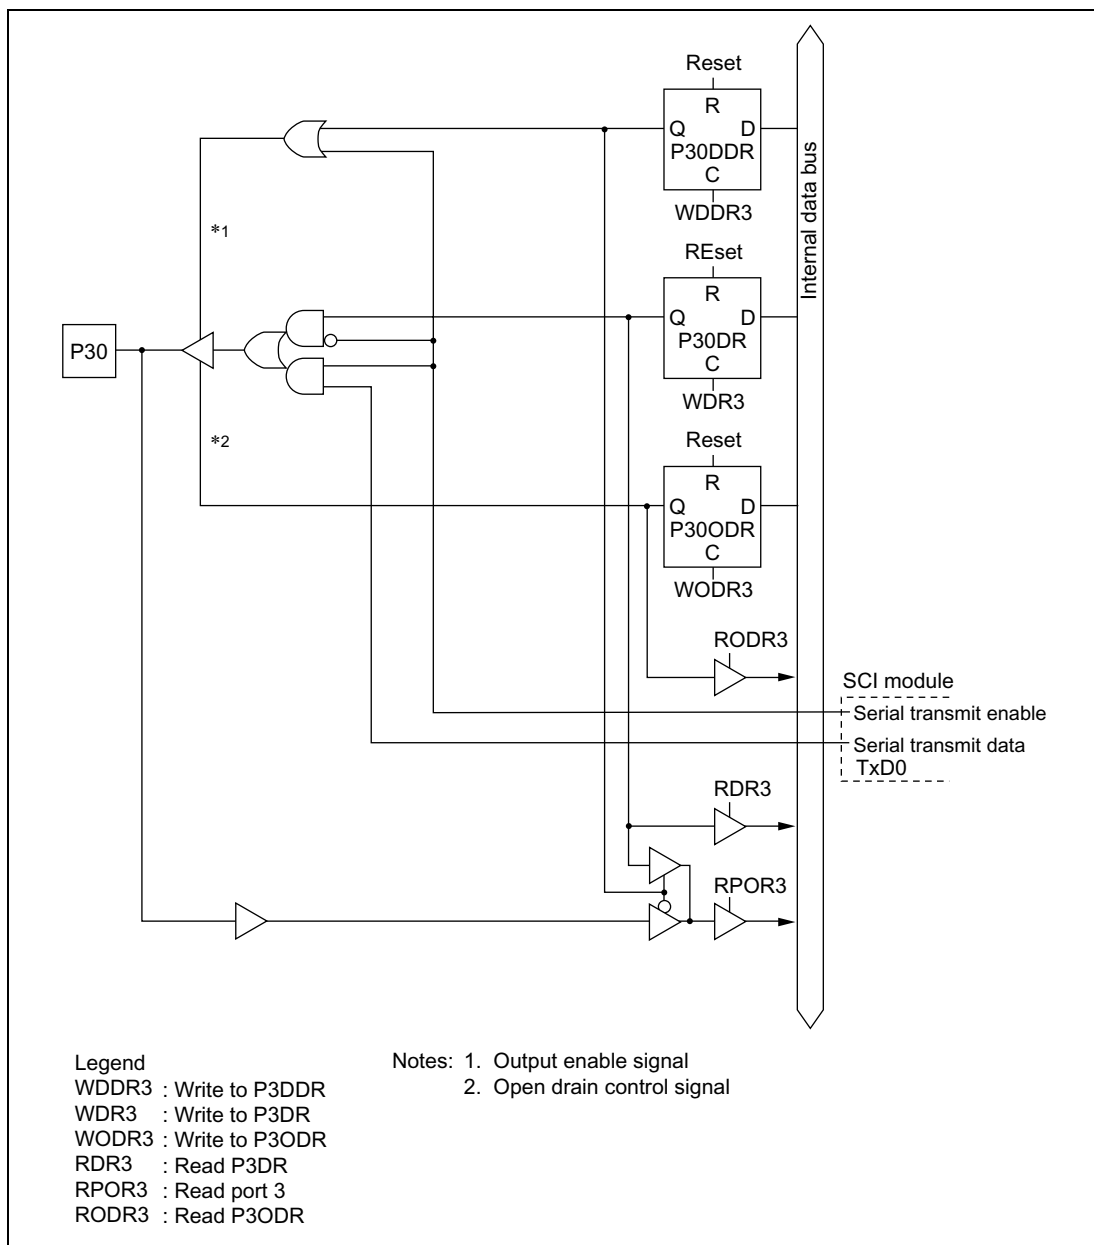 Reset
R
Q D
P30DDR
C
WDDR3
Internal data bus
*1
REset
R
Q D
P30DR
C
WDR3
P30
*2
Reset
R
Q D
P30ODR
C
WODR3
RODR3
SCI module
Serial transmit enable
Serial transmit data
TxD0
RDR3
RPOR3
Legend
WDDR3 : Write to P3DDR
WDR3 : Write to P3DR
WODR3 : Write to P3ODR
RDR3 : Read P3DR
RPOR3 : Read port 3
RODR3 : Read P3ODR
Notes: 1. Output enable signal
2. Open drain control signal